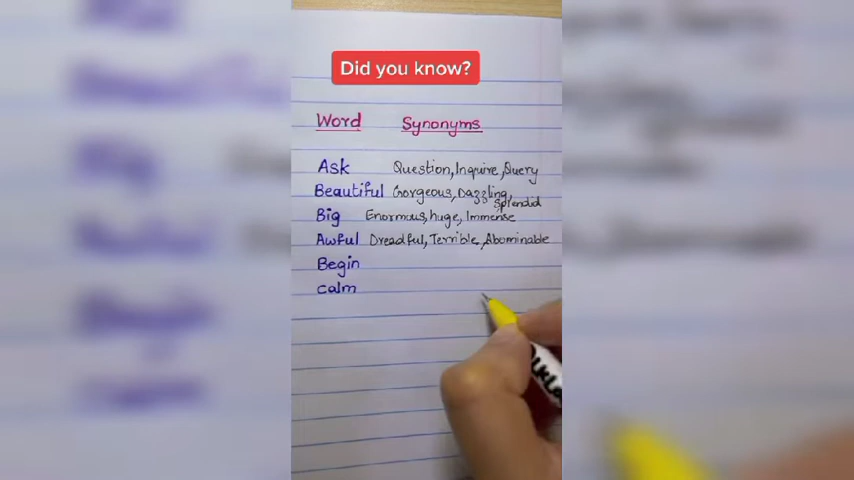 Did you know?
Word Synonyms
Ask Question, Inquire, Query
Beautiful Gorgeous, Dazzling,
Splendid
Big Enormous, huge, Immense
Awful Dreadful, Terrible, Abominable
Begin
calm